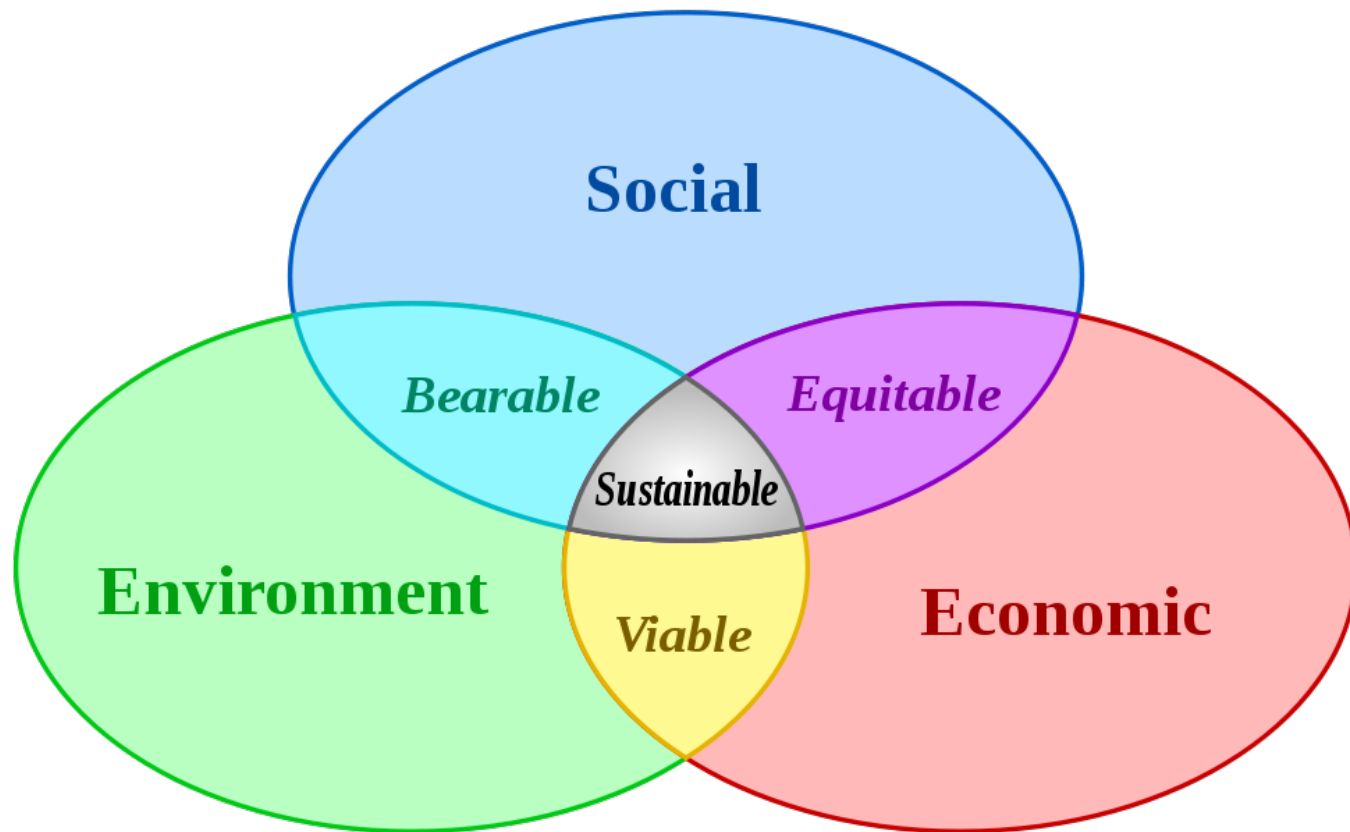 Social
Bearable
Equitable
Sustainable
Environment
Economic
Viable